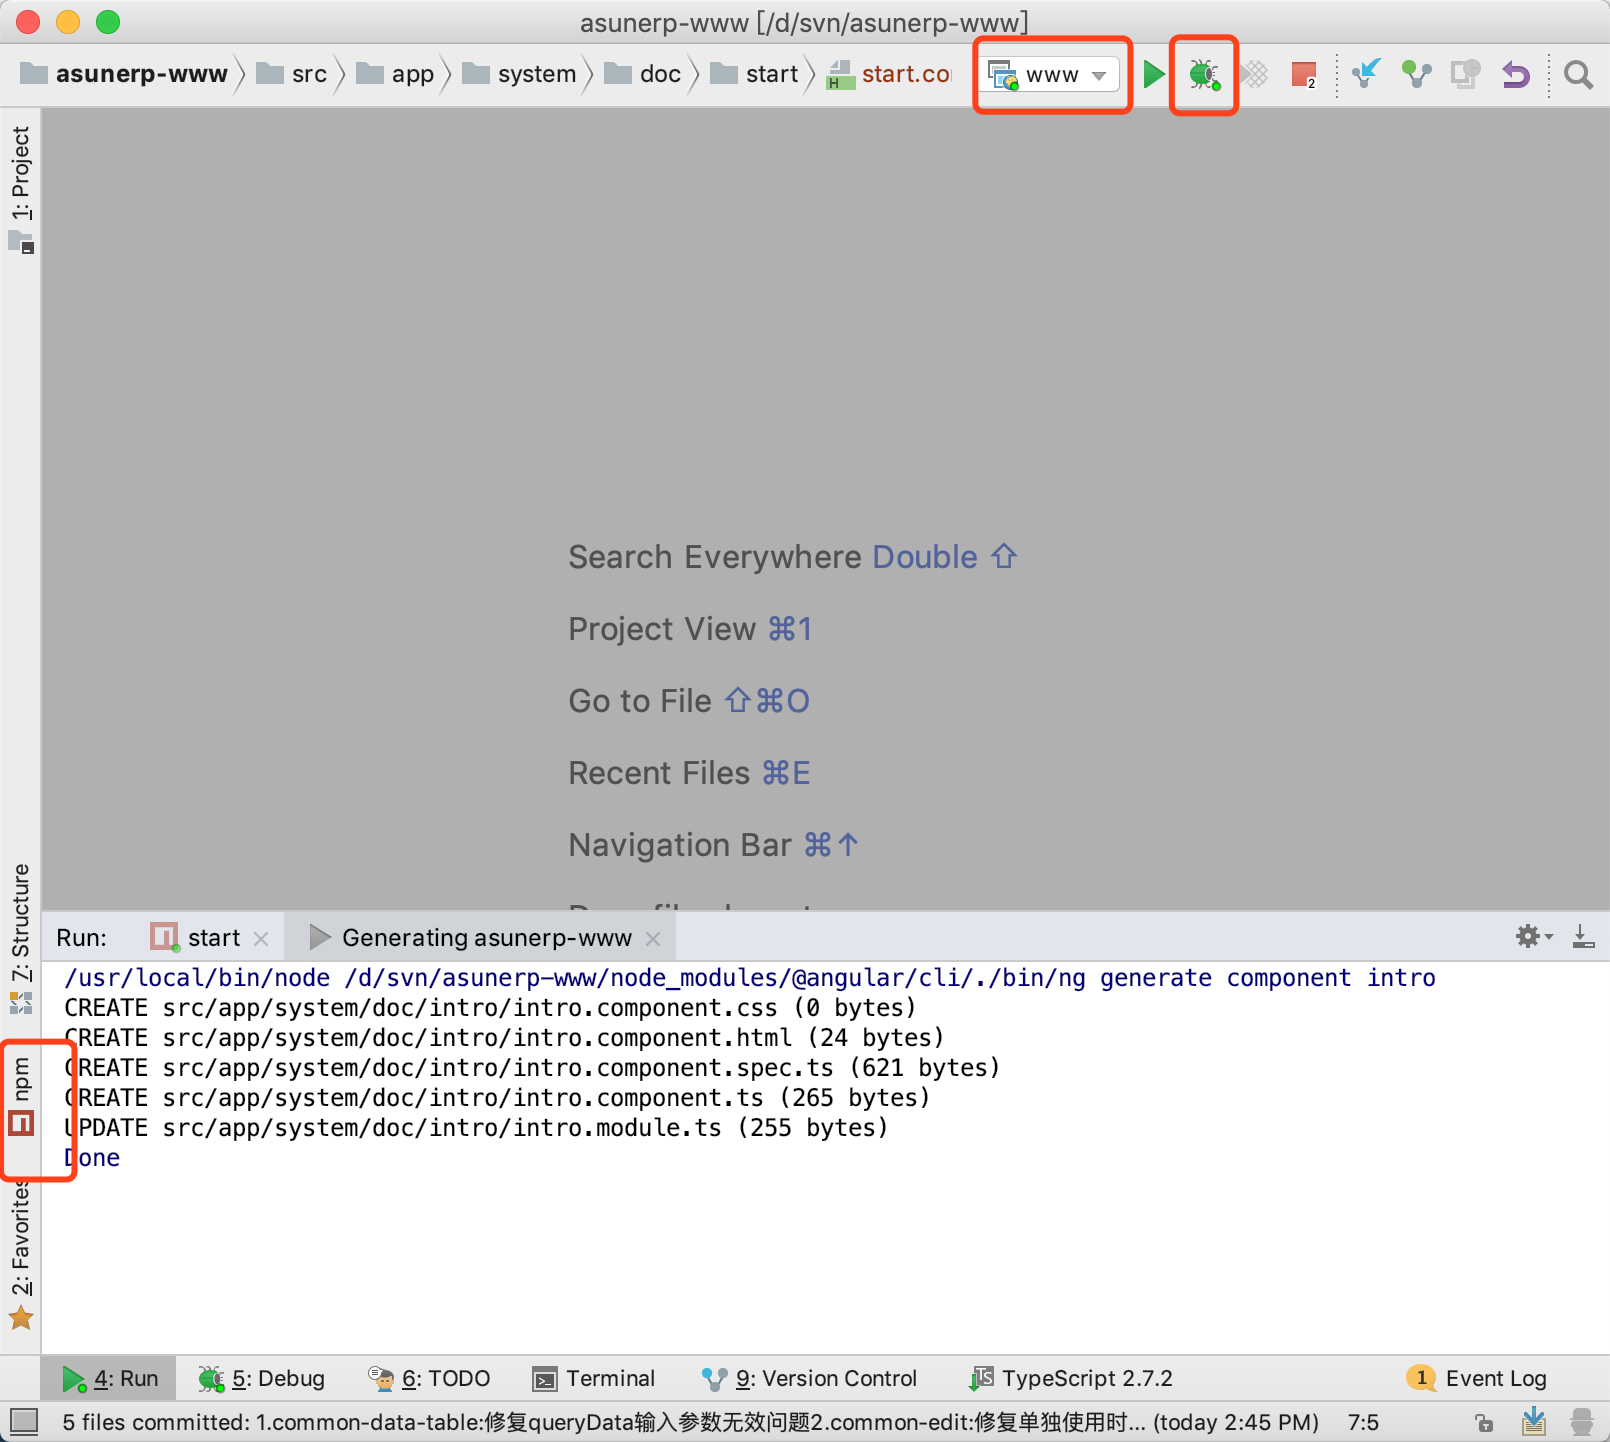 asunerp-www [/d/svn/asunerp-www]
asunerp-www src app system doc start start.co
www
2
1: Project
Search Everywhere Double ⇧
Project View ⌘1
Go to File ⇧⌘O
Recent Files ⌘E
Navigation Bar ⌘↑
7: Structure
npm
2: Favorites
Run: start Generating asunerp-www
/usr/local/bin/node /d/svn/asunerp-www/node_modules/@angular/cli/./bin/ng generate component intro
CREATE src/app/system/doc/intro/intro.component.css (0 bytes)
CREATE src/app/system/doc/intro/intro.component.html (24 bytes)
CREATE src/app/system/doc/intro/intro.component.spec.ts (621 bytes)
CREATE src/app/system/doc/intro/intro.component.ts (265 bytes)
UPDATE src/app/system/doc/intro/intro.module.ts (255 bytes)
Done
4: Run 5: Debug 6: TODO Terminal 9: Version Control TypeScript 2.7.2 1 Event Log
5 files committed: 1.common-data-table:修复queryData输入参数无效问题2.common-edit:修复单独使用时... (today 2:45 PM) 7:5